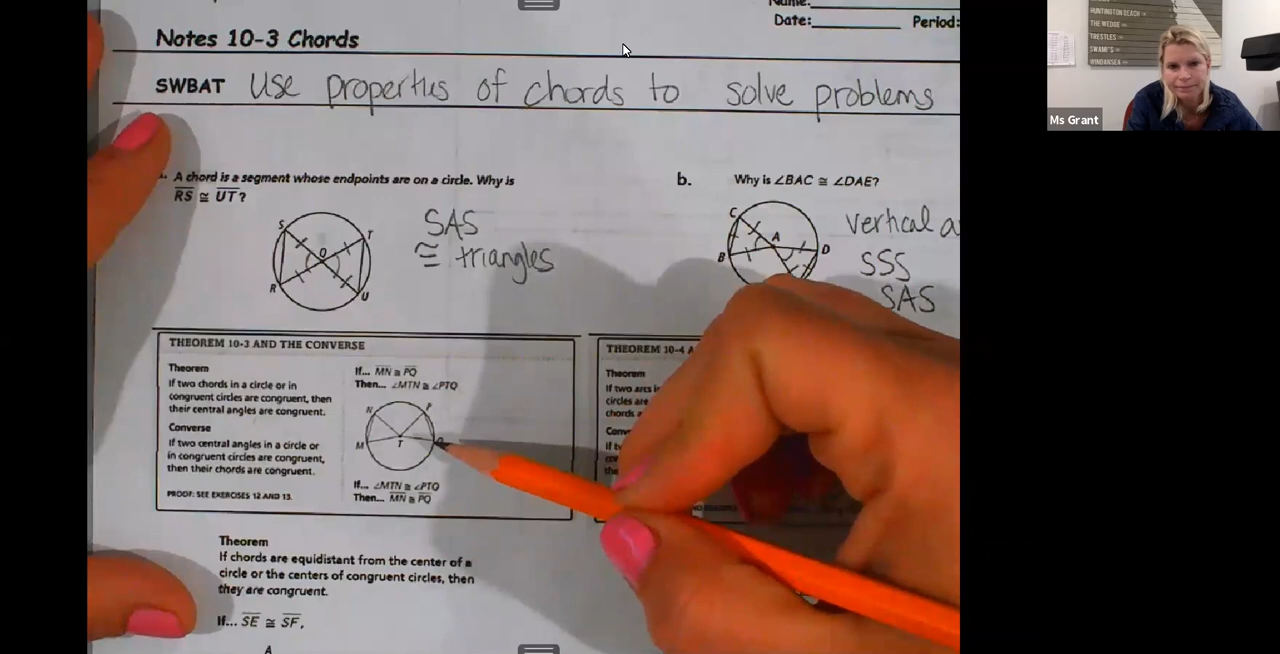 Name:
Date: Period:
Notes 10-3 Chords
SWBAT Use properties of chords to solve problems
A chord is a segment whose endpoints are on a circle. Why is
RS ≅ UT?
S
T
Q
R
U
SAS
≅ triangles
b. Why is ∠BAC ≅ ∠DAE?
C
A
B
D
vertical a
SSS
SAS
THEOREM 10-3 AND THE CONVERSE
Theorem
If two chords in a circle or in
congruent circles are congruent, then
their central angles are congruent.
Converse
If two central angles in a circle or
in congruent circles are congruent,
then their chords are congruent.
PROOF: SEE EXERCISES 12 AND 13.
If... MN ≅ PQ
Then... ∠MTN ≅ ∠PTQ
N
P
M
T
If... ∠MTN ≅ ∠PTQ
Then... MN ≅ PQ
THEOREM 10-4
Theorem
If two arcs
circles are
chords
Theorem
If chords are equidistant from the center of a
circle or the centers of congruent circles, then
they are congruent.
If... SE ≅ SF,
A
HUNTINGTON BEACH
THE WEDGE
TRESTLES
SWAMI'S
WINDANSEA
Ms Grant